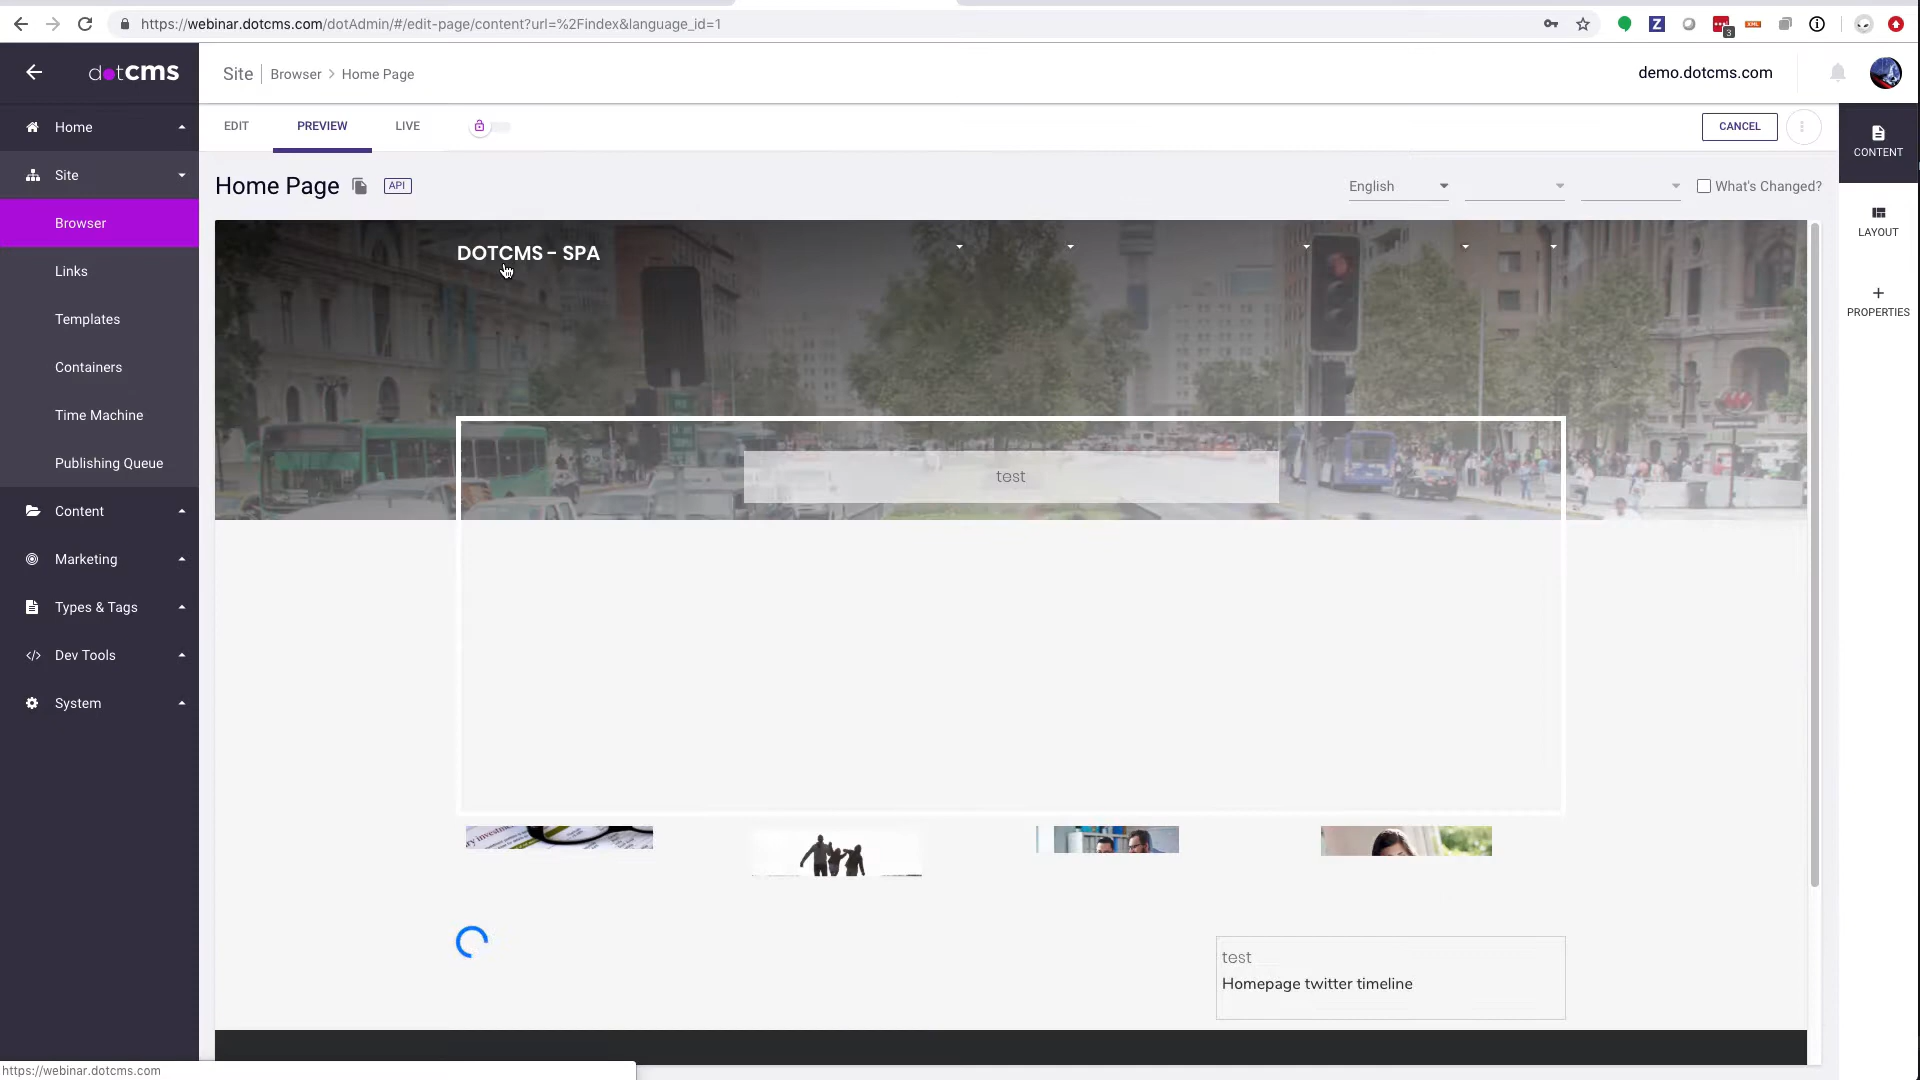 https://webinar.dotcms.com/dotAdmin/#/edit-page/content?url=%2Findex&language_id=1
3
dotCMS
Site
Browser > Home Page
demo.dotcms.com
Home
Site
Browser
Links
Templates
Containers
Time Machine
Publishing Queue
Content
Marketing
Types & Tags
Dev Tools
System
EDIT
PREVIEW
LIVE
CANCEL
Home Page
API
English
What's Changed?
CONTENT
LAYOUT
PROPERTIES
DOTCMS - SPA
test
test
Homepage twitter timeline
https://webinar.dotcms.com